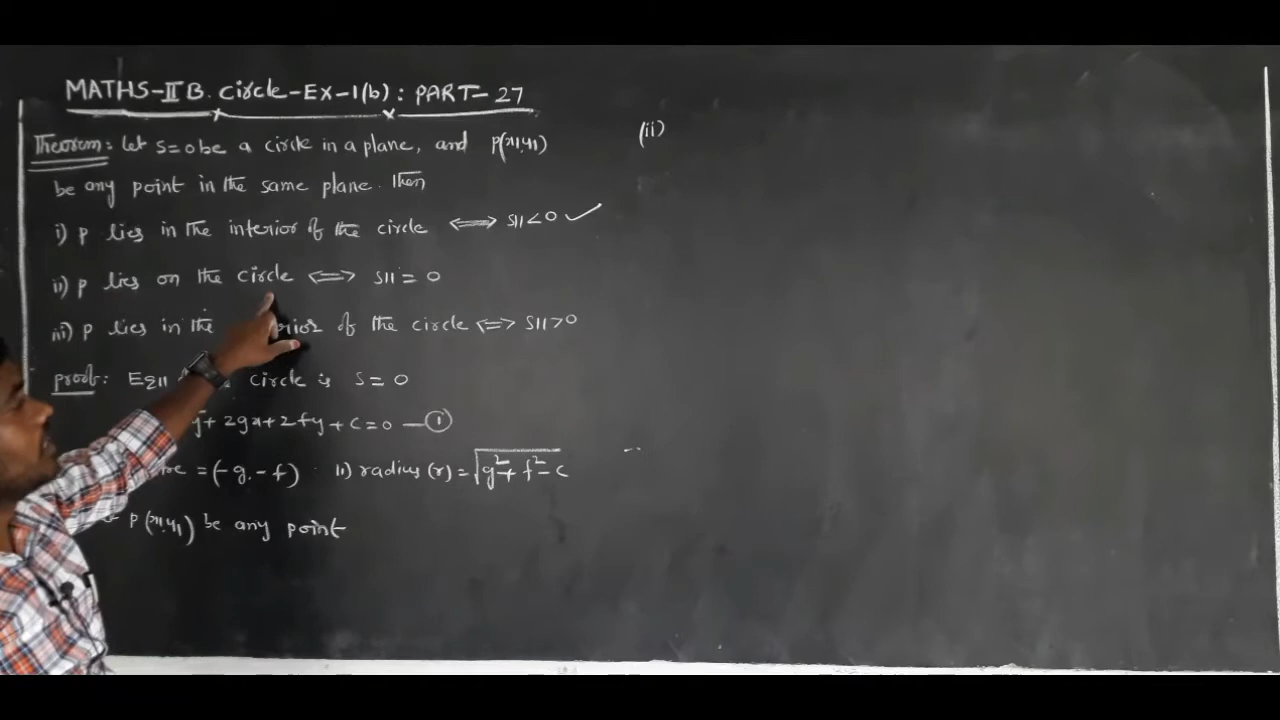 MATHS-II B. Circle-Ex-1(b): PART-27
Theorem: Let S=0 be a circle in a plane, and P(x1,y1)
be any point in the same plane. Then
i) P lies in the interior of the circle ⟺ S11<0 ✓
ii) P lies on the circle ⟺ S11=0
iii) P lies in the of the circle ⟺ S11>0
proof: Eqn circle is S=0
+2gx+2fy+c=0 —①
=(-g,-f) ii) radius(r)=√g²+f²-c
P(x1,y1) be any point
(ii)